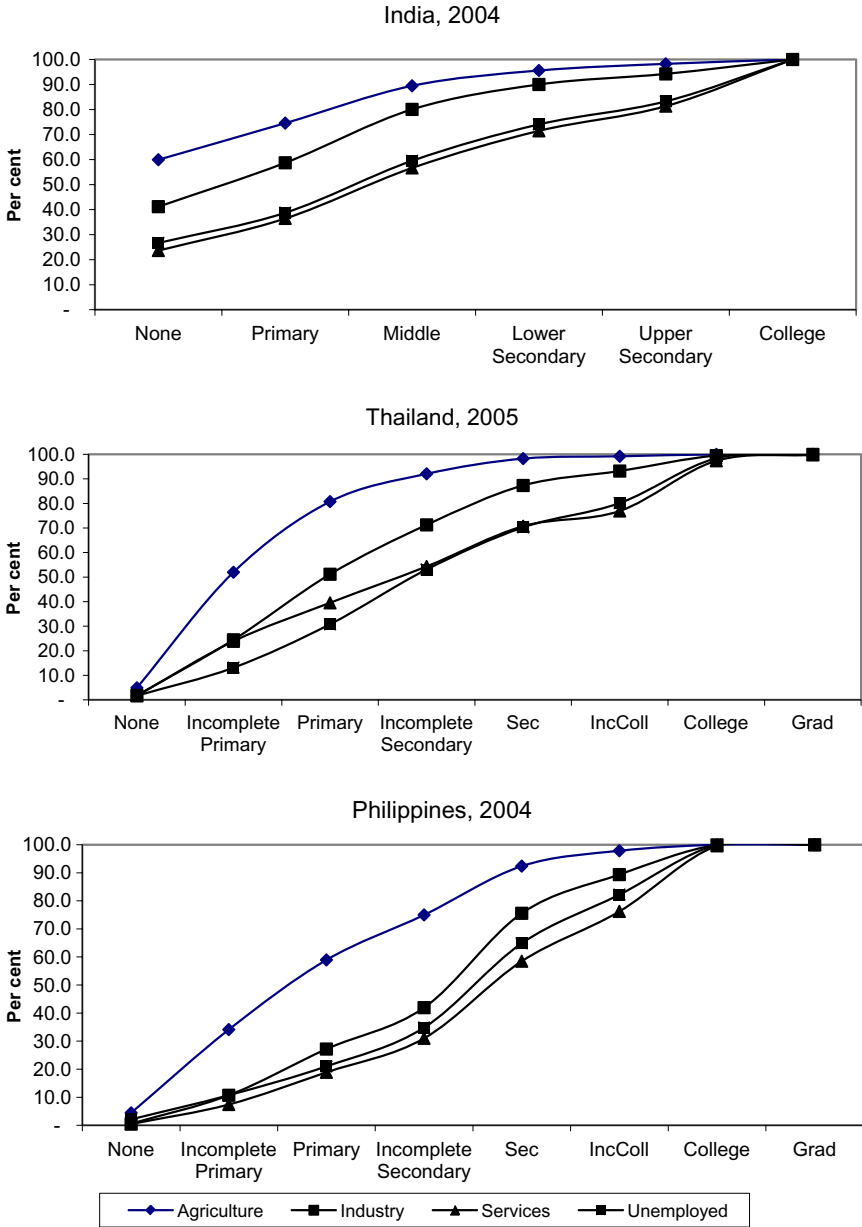 India, 2004
Per cent
100.0
90.0
80.0
70.0
60.0
50.0
40.0
30.0
20.0
10.0
-
None Primary Middle Lower Upper College
Secondary Secondary
Thailand, 2005
Per cent
100.0
90.0
80.0
70.0
60.0
50.0
40.0
30.0
20.0
10.0
-
None Incomplete Primary Incomplete Sec IncColl College Grad
Primary Secondary
Philippines, 2004
Per cent
100.0
90.0
80.0
70.0
60.0
50.0
40.0
30.0
20.0
10.0
-
None Incomplete Primary Incomplete Sec IncColl College Grad
Primary Secondary
Agriculture Industry Services Unemployed